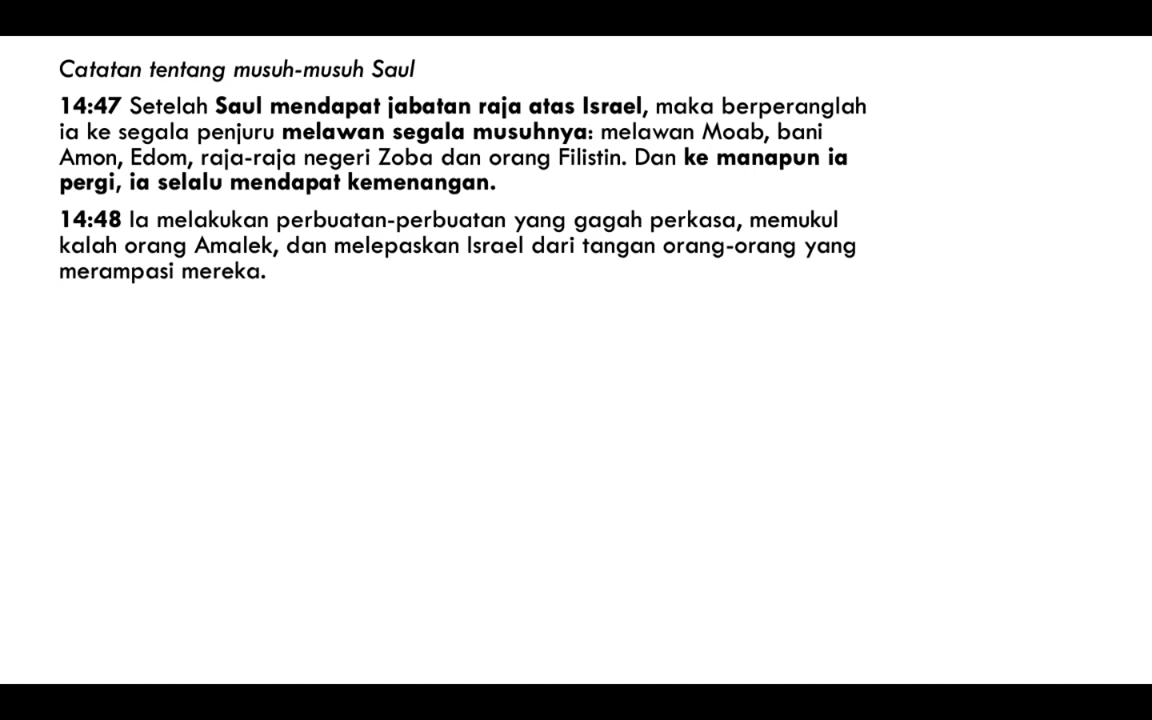 Catatan tentang musuh-musuh Saul
14:47 Setelah Saul mendapat jabatan raja atas Israel, maka berperanglah
ia ke segala penjuru melawan segala musuhnya: melawan Moab, bani
Amon, Edom, raja-raja negeri Zoba dan orang Filistin. Dan ke manapun ia
pergi, ia selalu mendapat kemenangan.
14:48 Ia melakukan perbuatan-perbuatan yang gagah perkasa, memukul
kalah orang Amalek, dan melepaskan Israel dari tangan orang-orang yang
merampasi mereka.